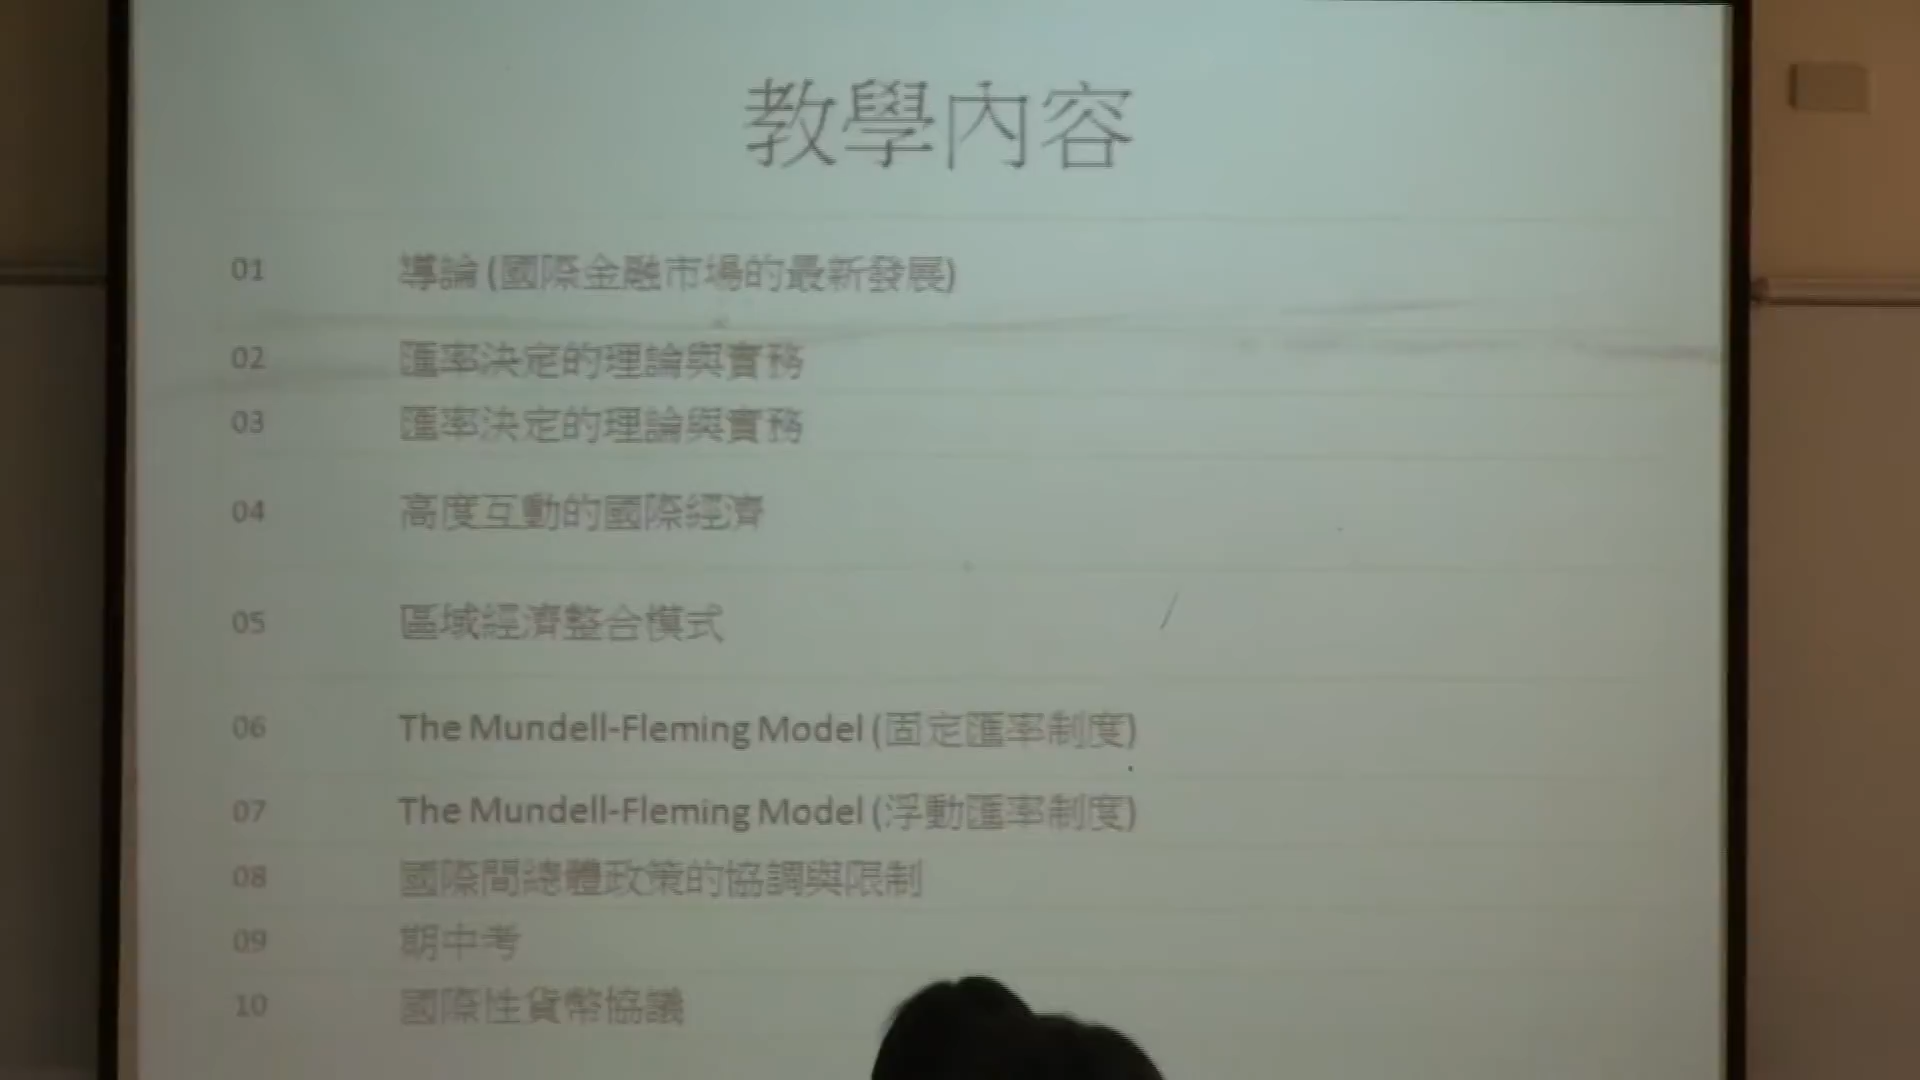 教學內容
01 導論 (國際金融市場的最新發展)
02 匯率決定的理論與實務
03 匯率決定的理論與實務
04 高度互動的國際經濟
05 區域經濟整合模式
06 The Mundell-Fleming Model (固定匯率制度)
07 The Mundell-Fleming Model (浮動匯率制度)
08 國際間總體政策的協調與限制
09 期中考
10 國際性貨幣協議